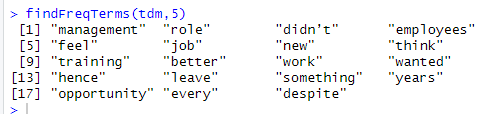 > findFreqTerms(tdm,5)
[1] "management" "role" "didn’t" "employees"
[5] "feel" "job" "new" "think"
[9] "training" "better" "work" "wanted"
[13] "hence" "leave" "something" "years"
[17] "opportunity" "every" "despite"
>